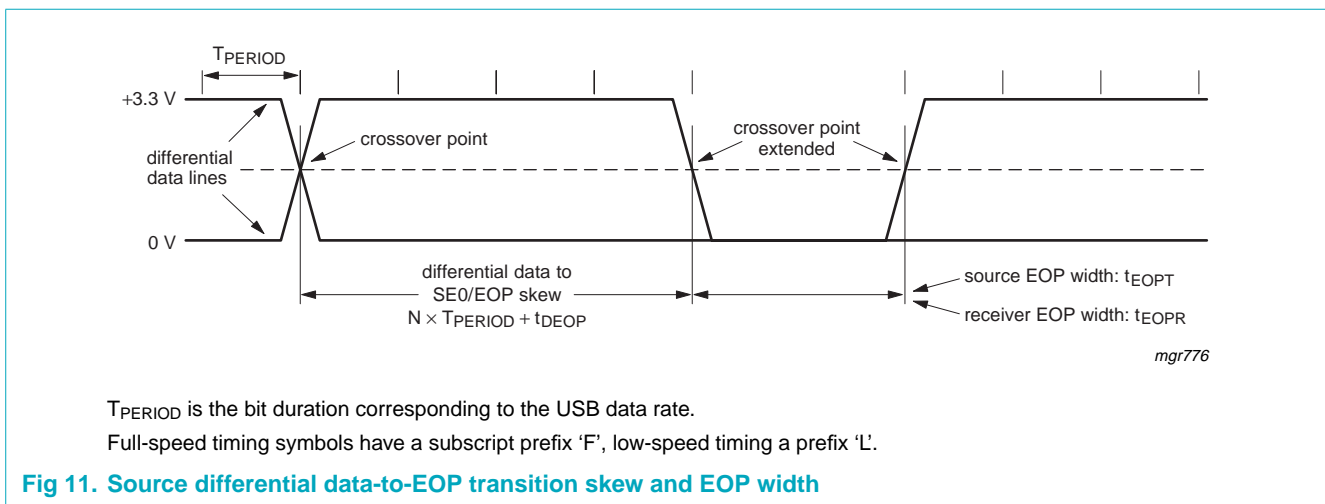 TPERIOD
+3.3 V
crossover point
crossover point
extended
differential
data lines
0 V
differential data to
SE0/EOP skew
N × TPERIOD + tDEOP
source EOP width: tEOPT
receiver EOP width: tEOPR
mgr776
TPERIOD is the bit duration corresponding to the USB data rate.
Full-speed timing symbols have a subscript prefix ‘F’, low-speed timing a prefix ‘L’.
Fig 11. Source differential data-to-EOP transition skew and EOP width